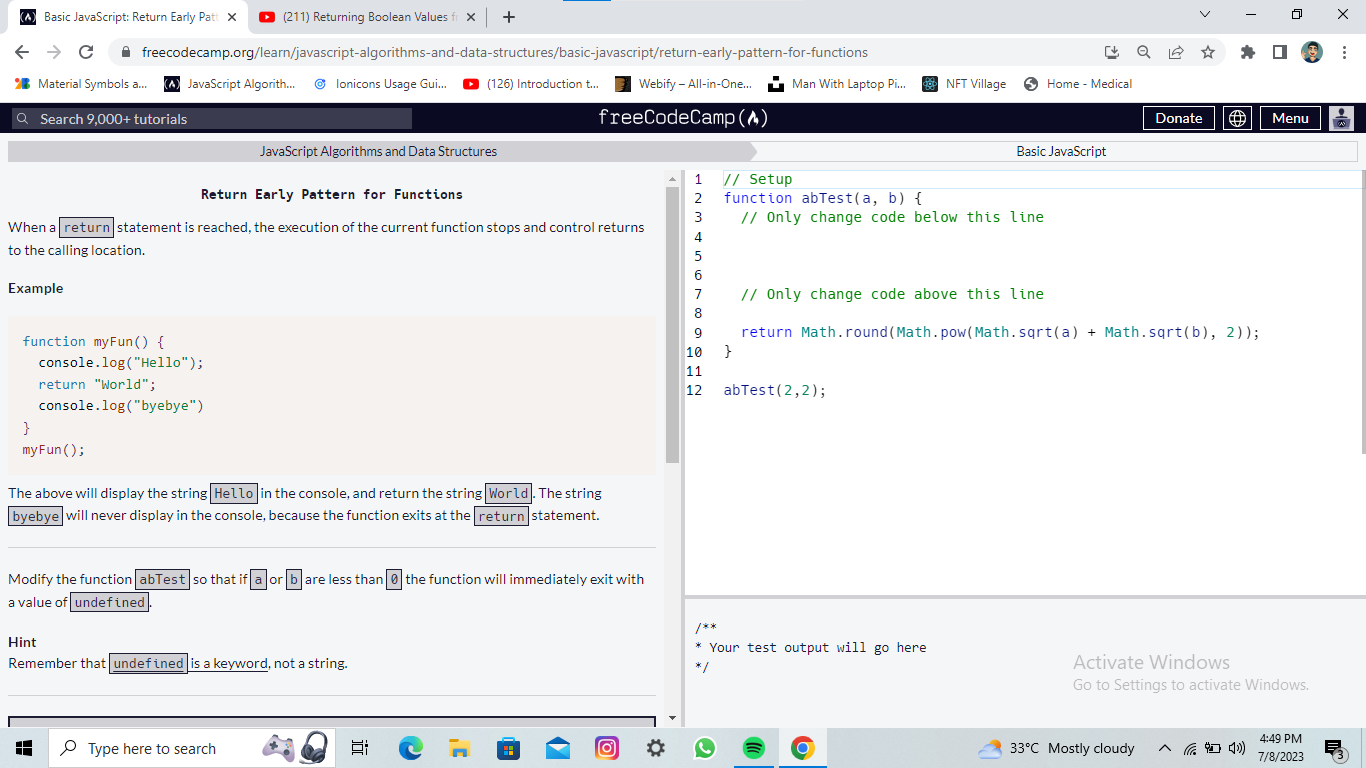 Basic JavaScript: Return Early Patt
(211) Returning Boolean Values f
freecodecamp.org/learn/javascript-algorithms-and-data-structures/basic-javascript/return-early-pattern-for-functions
Material Symbols a...
JavaScript Algorith...
Ionicons Usage Gui...
(126) Introduction t...
Webify – All-in-One...
Man With Laptop Pi...
NFT Village
Home - Medical
Search 9,000+ tutorials
freeCodeCamp
Donate
Menu
JavaScript Algorithms and Data Structures
Basic JavaScript
Return Early Pattern for Functions
When a return statement is reached, the execution of the current function stops and control returns
to the calling location.
Example
function myFun() {
  console.log("Hello");
  return "World";
  console.log("byebye")
}
myFun();
The above will display the string Hello in the console, and return the string World. The string
byebye will never display in the console, because the function exits at the return statement.
Modify the function abTest so that if a or b are less than 0 the function will immediately exit with
a value of undefined.
Hint
Remember that undefined is a keyword, not a string.
1 // Setup
2 function abTest(a, b) {
3   // Only change code below this line
4
5
6
7   // Only change code above this line
8
9   return Math.round(Math.pow(Math.sqrt(a) + Math.sqrt(b), 2));
10 }
11
12 abTest(2,2);
/**
* Your test output will go here
*/
Activate Windows
Go to Settings to activate Windows.
Type here to search
33°C Mostly cloudy
4:49 PM
7/8/2023
3